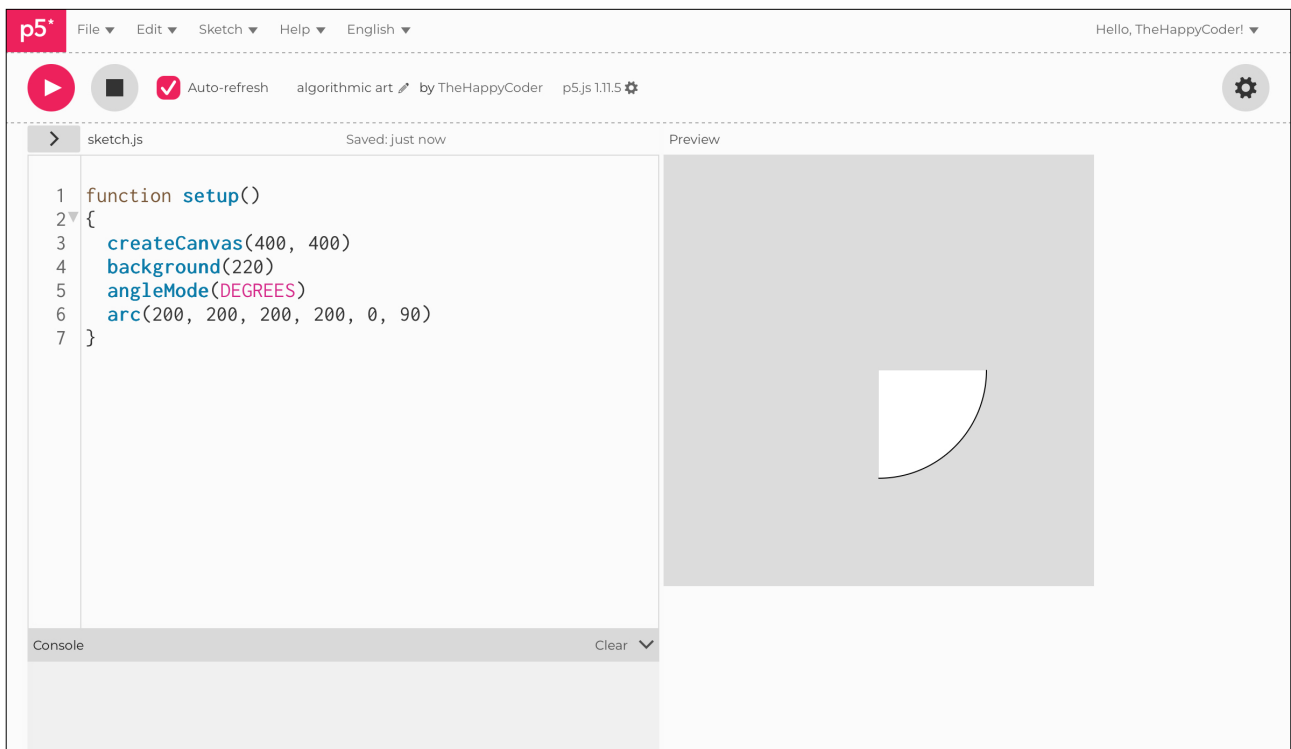 p5* File Edit Sketch Help English Hello, TheHappyCoder!
Auto-refresh algorithmic art by TheHappyCoder p5.js 1.11.5
sketch.js Saved: just now Preview
1 function setup()
2 {
3 createCanvas(400, 400)
4 background(220)
5 angleMode(DEGREES)
6 arc(200, 200, 200, 200, 0, 90)
7 }
Console Clear